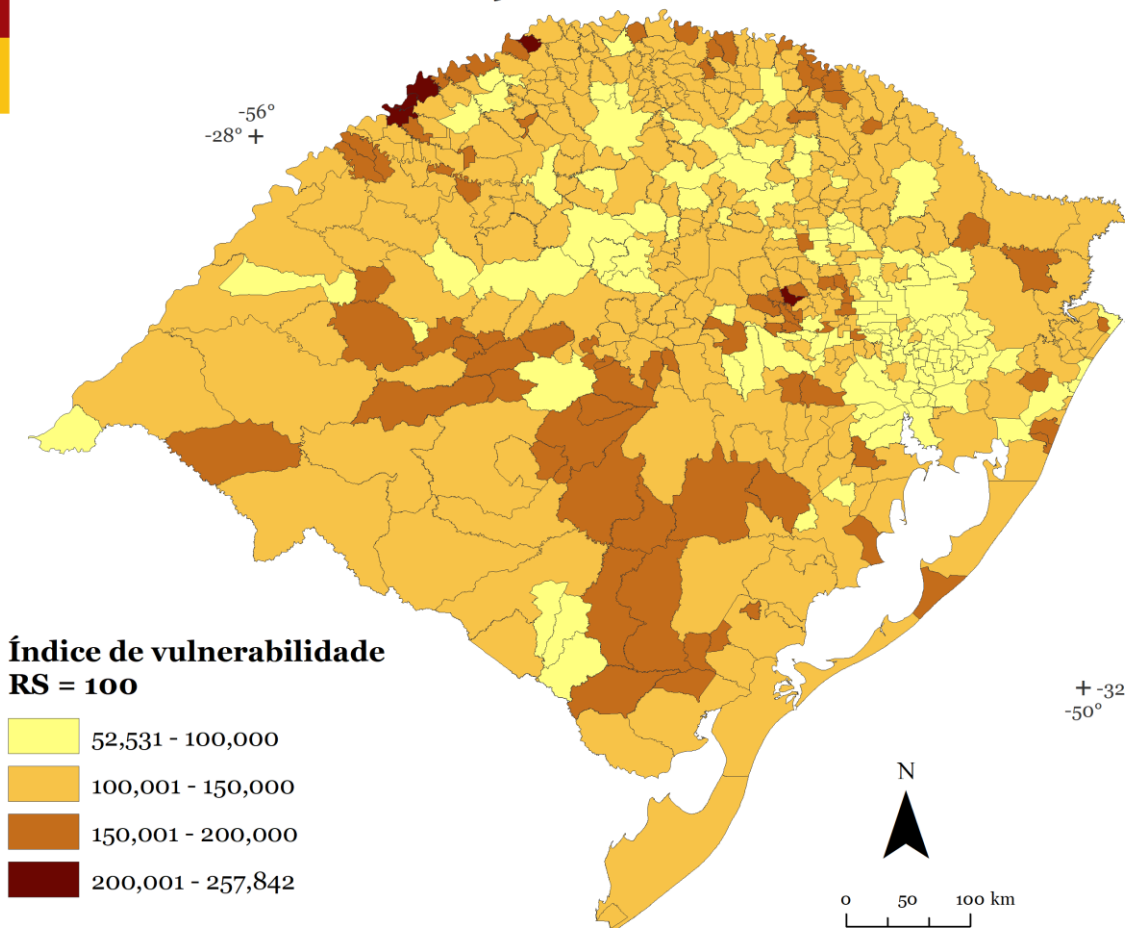 -56°
-28°
Índice de vulnerabilidade
RS = 100
52,531 - 100,000
100,001 - 150,000
150,001 - 200,000
200,001 - 257,842
-32
-50°
N
0 50 100 km